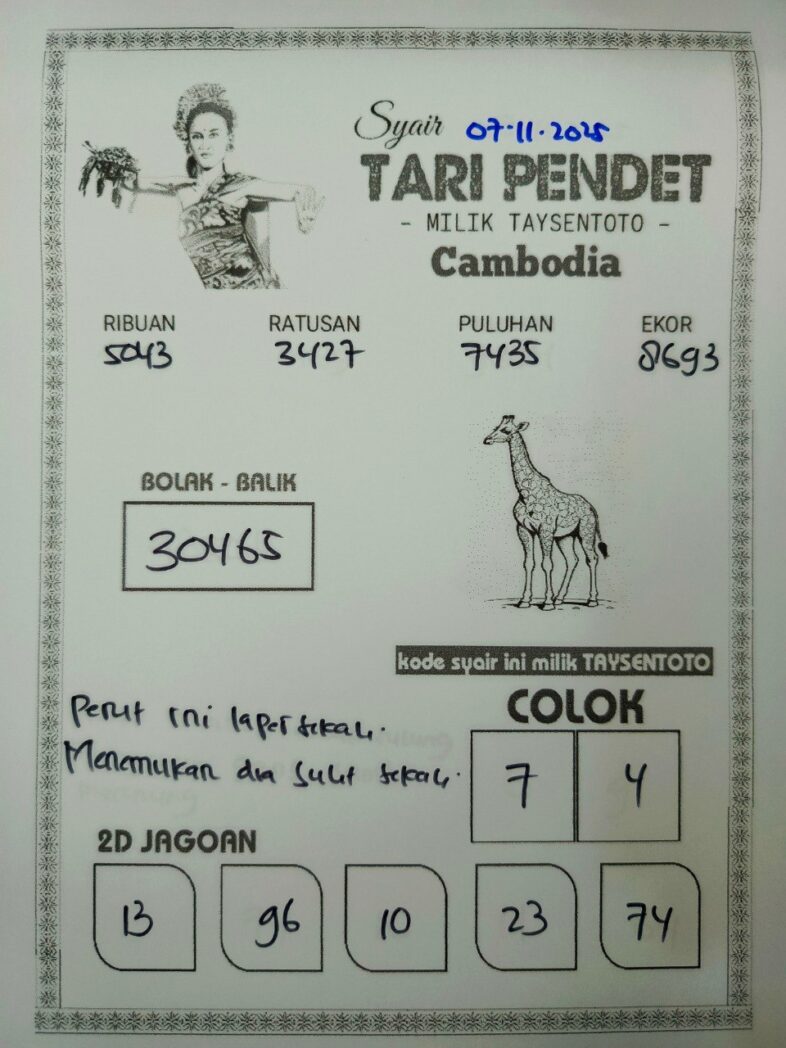 Syair 07·11·2025
TARI PENDET
- MILIK TAYSENTOTO -
Cambodia
RIBUAN RATUSAN PULUHAN EKOR
5043 3427 7435 8693
BOLAK - BALIK
30465
kode syair ini milik TAYSENTOTO
COLOK
7 4
Perut ini laper sekali.
Menemukan dia sulit sekali.
2D JAGOAN
13 96 10 23 74